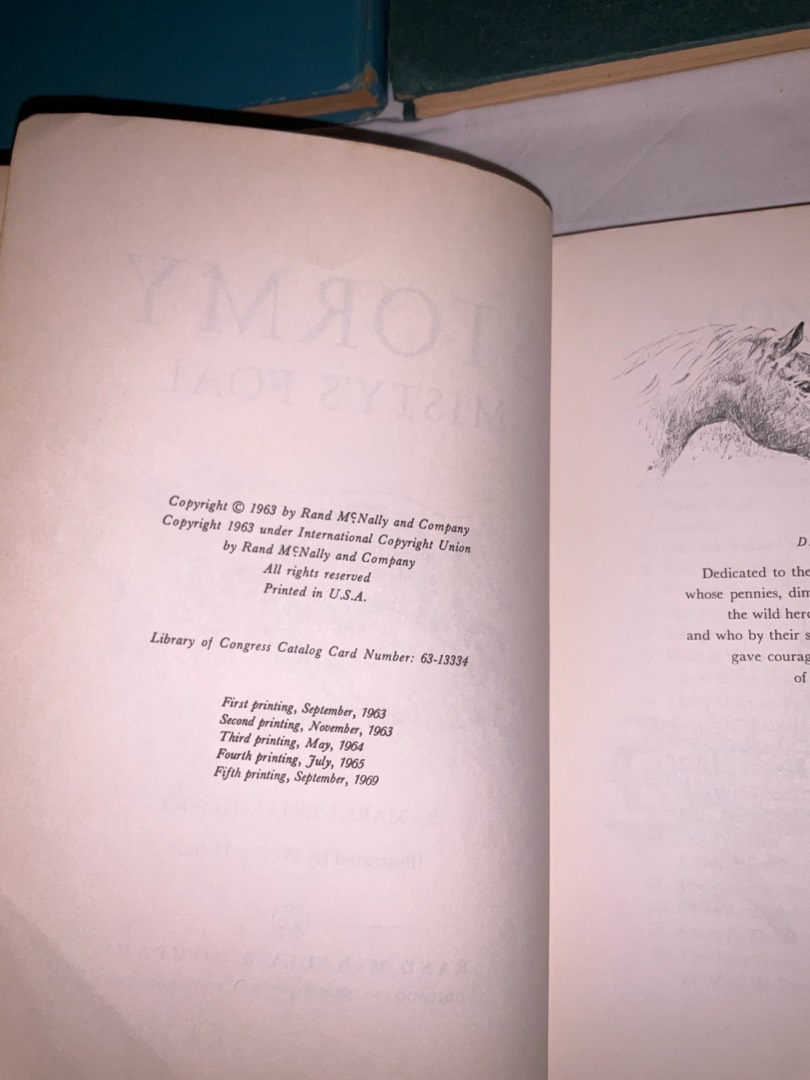 STORMY
MISTY'S FOAL
Copyright © 1963 by Rand McNally and Company
Copyright 1963 under International Copyright Union
by Rand McNally and Company
All rights reserved
Printed in U.S.A.
Library of Congress Catalog Card Number: 63-13334
First printing, September, 1963
Second printing, November, 1963
Third printing, May, 1964
Fourth printing, July, 1965
Fifth printing, September, 1969
Dedicated to the
whose pennies, dim
the wild her
and who by their s
gave courag
of